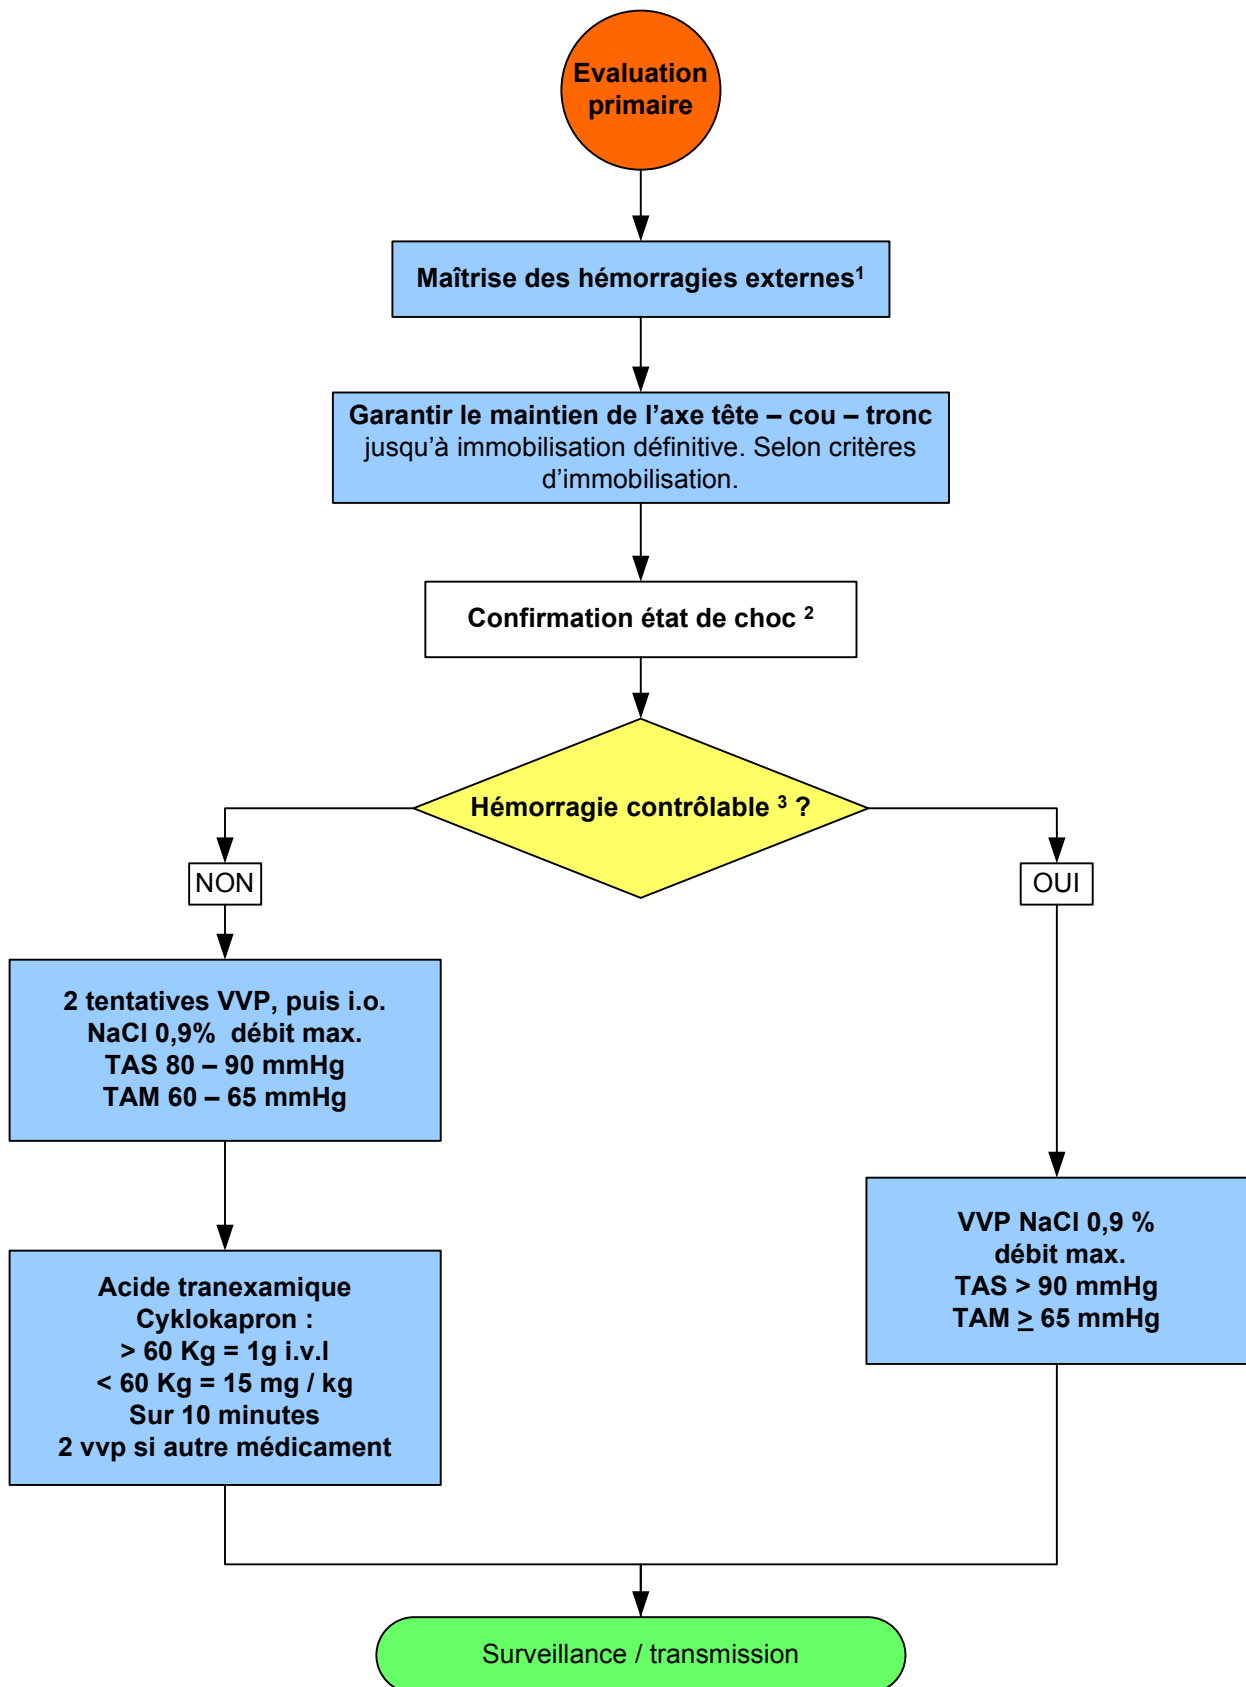 Evaluation
primaire
Maîtrise des hémorragies externes¹
Garantir le maintien de l’axe tête – cou – tronc
jusqu’à immobilisation définitive. Selon critères
d’immobilisation.
Confirmation état de choc ²
Hémorragie contrôlable ³ ?
NON
OUI
2 tentatives VVP, puis i.o.
NaCl 0,9% débit max.
TAS 80 – 90 mmHg
TAM 60 – 65 mmHg
VVP NaCl 0,9 %
débit max.
TAS > 90 mmHg
TAM ≥ 65 mmHg
Acide tranexamique
Cyklokapron :
> 60 Kg = 1g i.v.l
< 60 Kg = 15 mg / kg
Sur 10 minutes
2 vvp si autre médicament
Surveillance / transmission